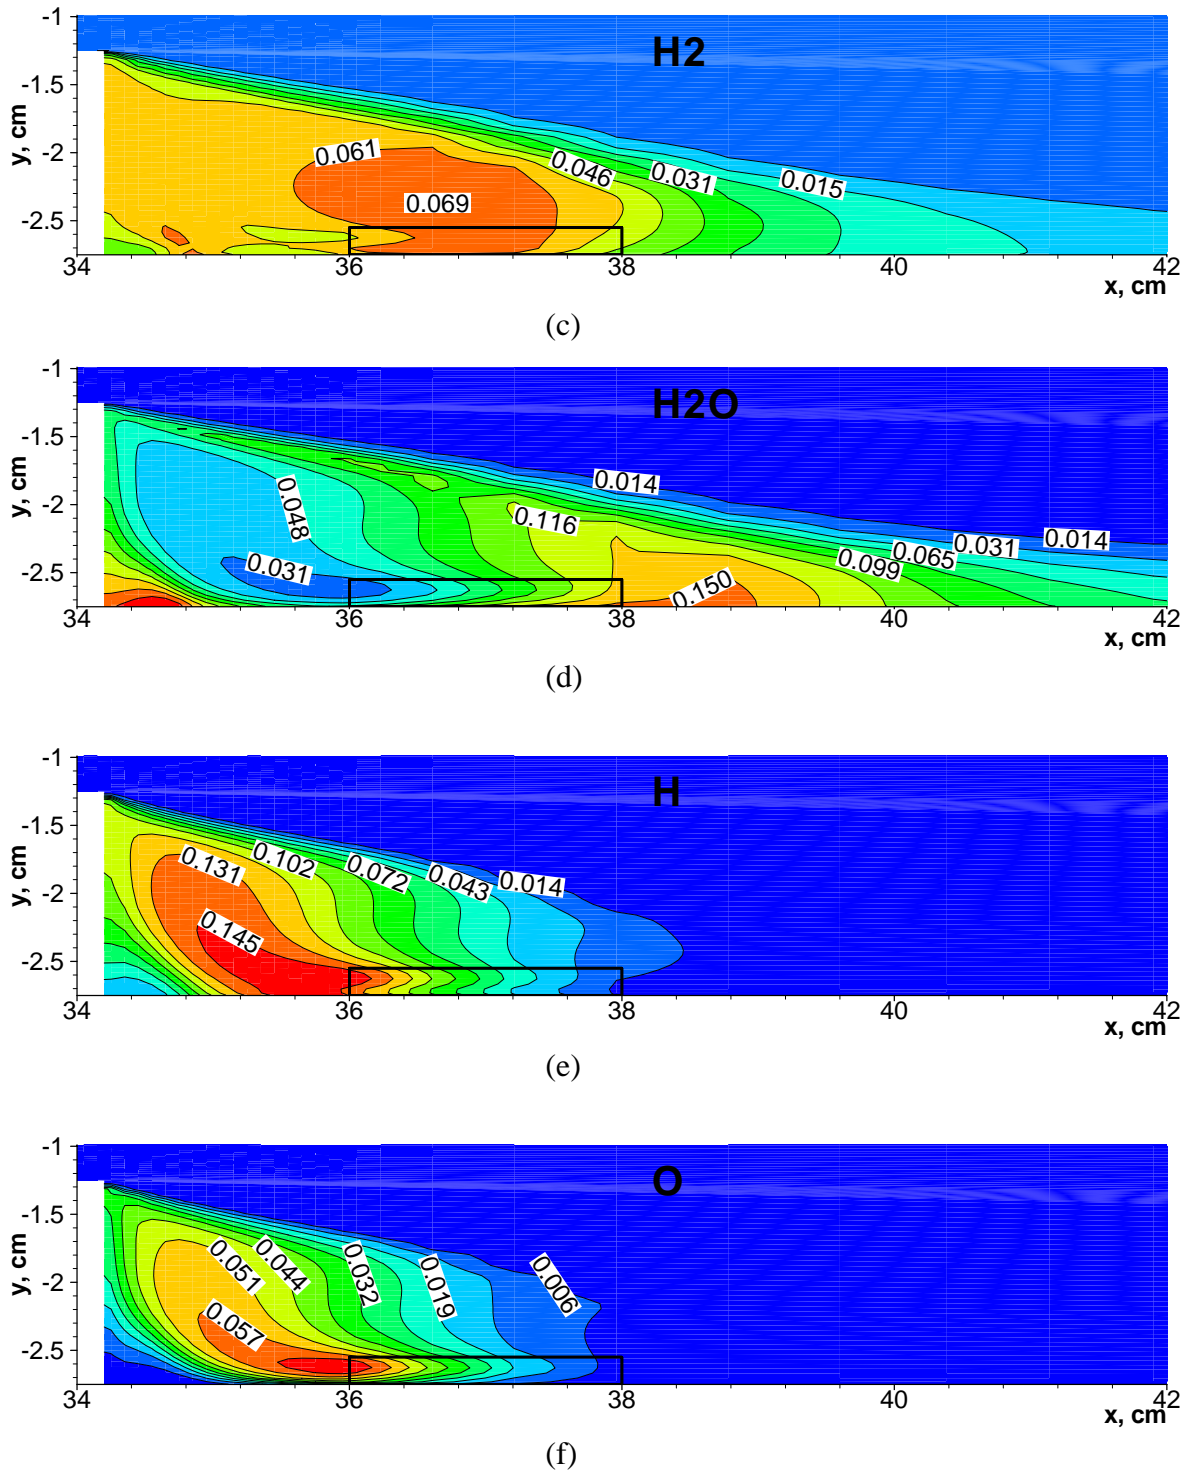 -1
H2
-1.5
y, cm
-2
0.061
0.046
0.031
0.015
0.069
-2.5
34 36 38 40 42
x, cm
(c)
-1
H2O
-1.5
y, cm
0.014
-2
0.048
0.116
0.014
0.031
0.065
0.099
-2.5
0.031
0.150
34 36 38 40 42
x, cm
(d)
-1
H
-1.5
y, cm
0.131
0.102
0.072
0.043
0.014
-2
0.145
-2.5
34 36 38 40 42
x, cm
(e)
-1
O
-1.5
y, cm
0.051
0.044
0.032
0.019
0.006
-2
0.057
-2.5
34 36 38 40 42
x, cm
(f)